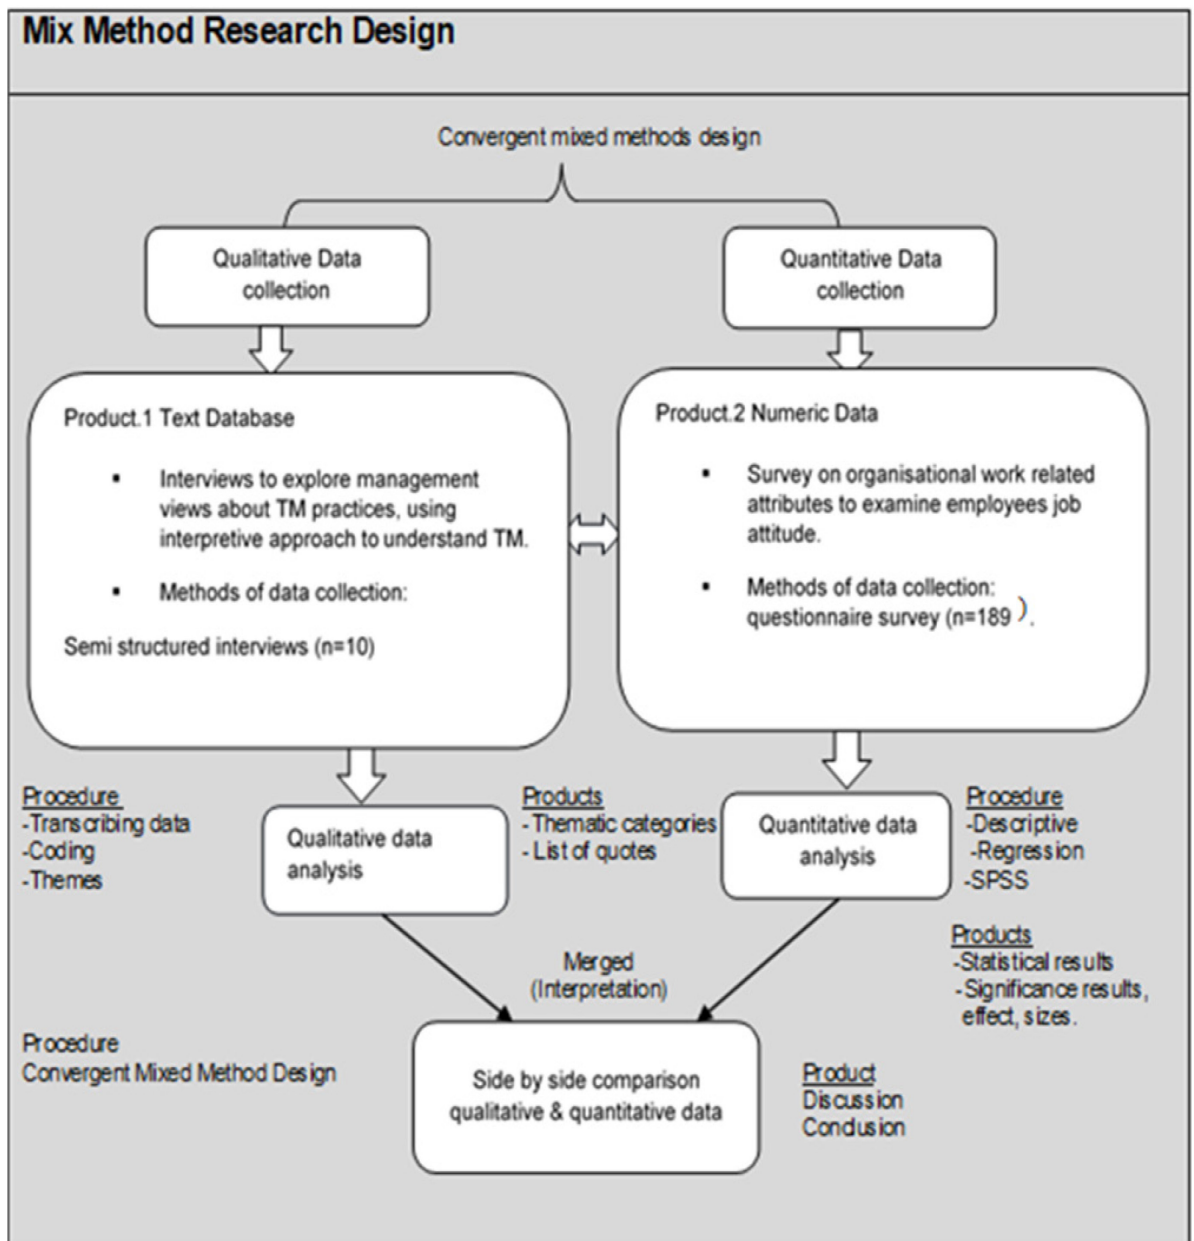 Mix Method Research Design
Convergent mixed methods design
Qualitative Data
collection
Quantitative Data
collection
Product.1 Text Database
▪ Interviews to explore management
views about TM practices, using
interpretive approach to understand TM.
▪ Methods of data collection:
Semi structured interviews (n=10)
Product.2 Numeric Data
▪ Survey on organisational work related
attributes to examine employees job
attitude.
▪ Methods of data collection:
questionnaire survey (n=189 ).
Procedure
-Transcribing data
-Coding
-Themes
Qualitative data
analysis
Products
- Thematic categories
- List of quotes
Quantitative data
analysis
Procedure
-Descriptive
-Regression
-SPSS
Products
-Statistical results
-Significance results,
effect, sizes.
Merged
(Interpretation)
Procedure
Convergent Mixed Method Design
Side by side comparison
qualitative & quantitative data
Product
Discussion
Conclusion